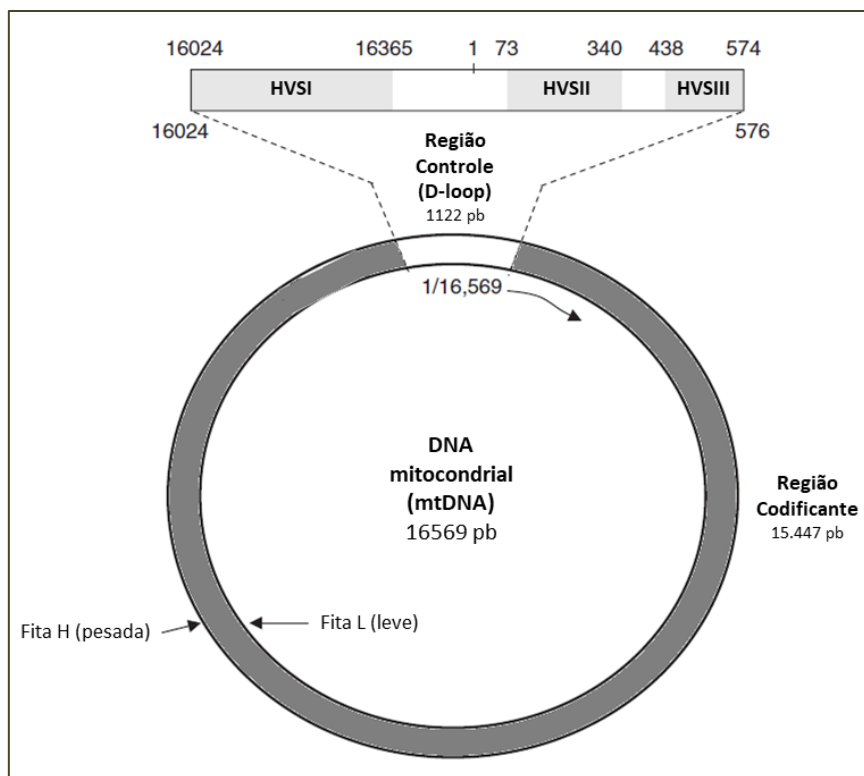 16024 16365 1 73 340 438 574
HVSI HVSII HVSIII
16024 576
Região
Controle
(D-loop)
1122 pb
1/16,569
DNA
mitocondrial
(mtDNA)
16569 pb
Região
Codificante
15.447 pb
Fita H (pesada)
Fita L (leve)